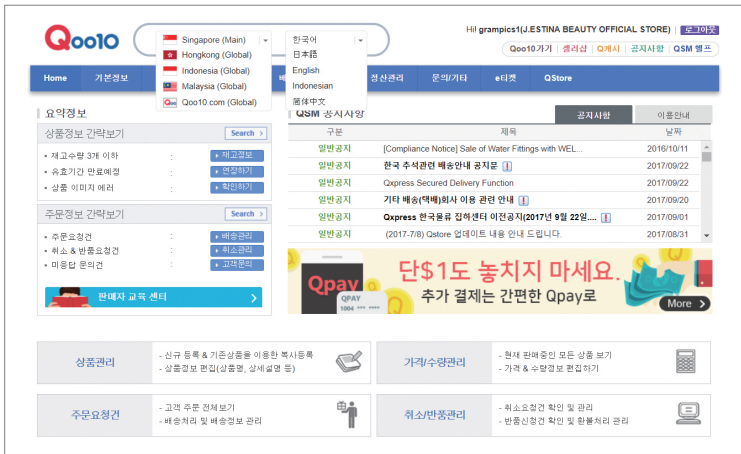 Qoo10
Singapore (Main)
Hongkong (Global)
Indonesia (Global)
Malaysia (Global)
Qoo10.com (Global)
한국어
日本語
English
Indonesian
简体中文
Hi! grampics1(J.ESTINA BEAUTY OFFICIAL STORE) | 로그아웃
Qoo10가기 | 셀러샵 | Q캐시 | 공지사항 | QSM 헬프
Home 기본정보 정산관리 문의/기타 e티켓 QStore
요약정보
상품정보 간략보기 Search >
• 재고수량 3개 이하 : 재고정보
• 유효기간 만료예정 : 연장하기
• 상품 이미지 에러 : 확인하기
주문정보 간략보기 Search >
• 주문요청건 : 배송관리
• 취소 & 반품요청건 : 취소관리
• 미응답 문의건 : 고객문의
판매자 교육 센터
QSM 공지사항 공지사항 이용안내
구분 제목 날짜
일반공지 [Compliance Notice] Sale of Water Fittings with WEL... 2016/10/11
일반공지 한국 추석관련 배송안내 공지문 2017/09/22
일반공지 Qxpress Secured Delivery Function 2017/09/22
일반공지 기타 배송(택배)회사 이용 관련 안내 2017/09/20
일반공지 Qxpress 한국물류 집하센터 이전공지(2017년 9월 22일.... 2017/09/01
일반공지 (2017-7/8) Qstore 업데이트 내용 안내 드립니다. 2017/08/31
Qpay
QPAY
1004 **** ***
단$1도 놓치지 마세요.
추가 결제는 간편한 Qpay로
More >
상품관리
- 신규 등록 & 기존상품을 이용한 복사등록
- 상품정보 편집(상품명, 상세설명 등)
가격/수량관리
- 현재 판매중인 모든 상품 보기
- 가격 & 수량정보 편집하기
주문요청건
- 고객 주문 전체보기
- 배송처리 및 배송정보 관리
취소/반품관리
- 취소요청건 확인 및 관리
- 반품신청건 확인 및 환불처리 관리